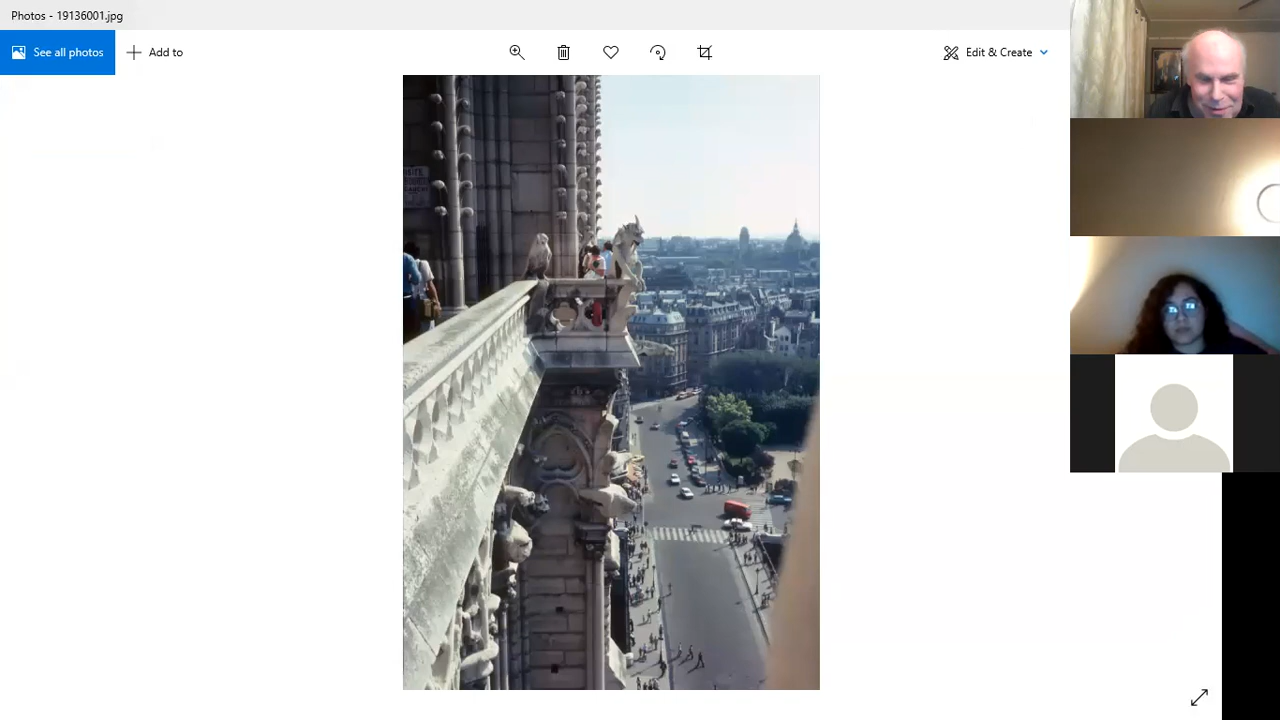 Photos - 19136001.jpg
See all photos
Add to
Edit & Create